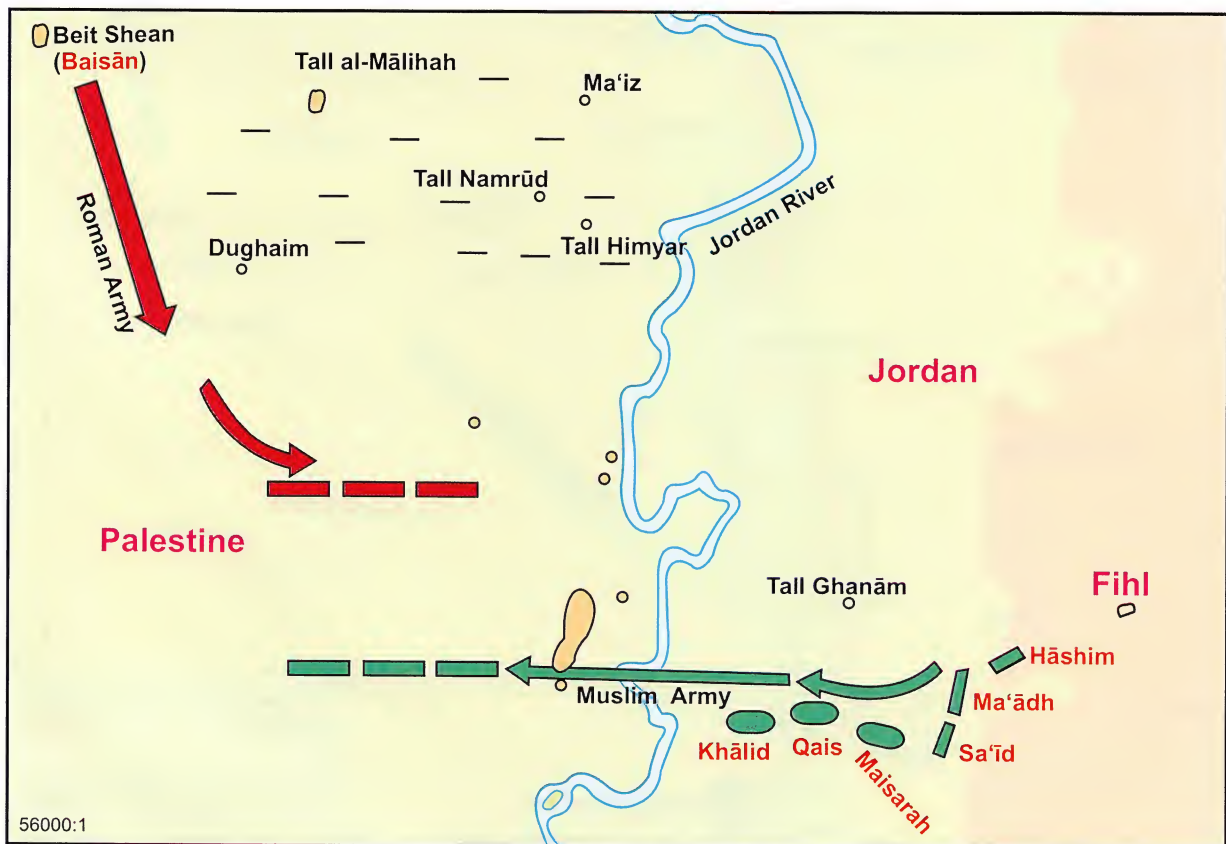 Beit Shean
(Baisān)
Tall al-Mālihah
Ma‘iz
Tall Namrūd
Roman Army
Dughaim
Tall Himyar
Jordan River
Jordan
Palestine
Tall Ghanām
Fihl
Hāshim
Muslim Army
Ma‘ādh
Khālid
Qais
Sa‘īd
Maisarah
56000:1